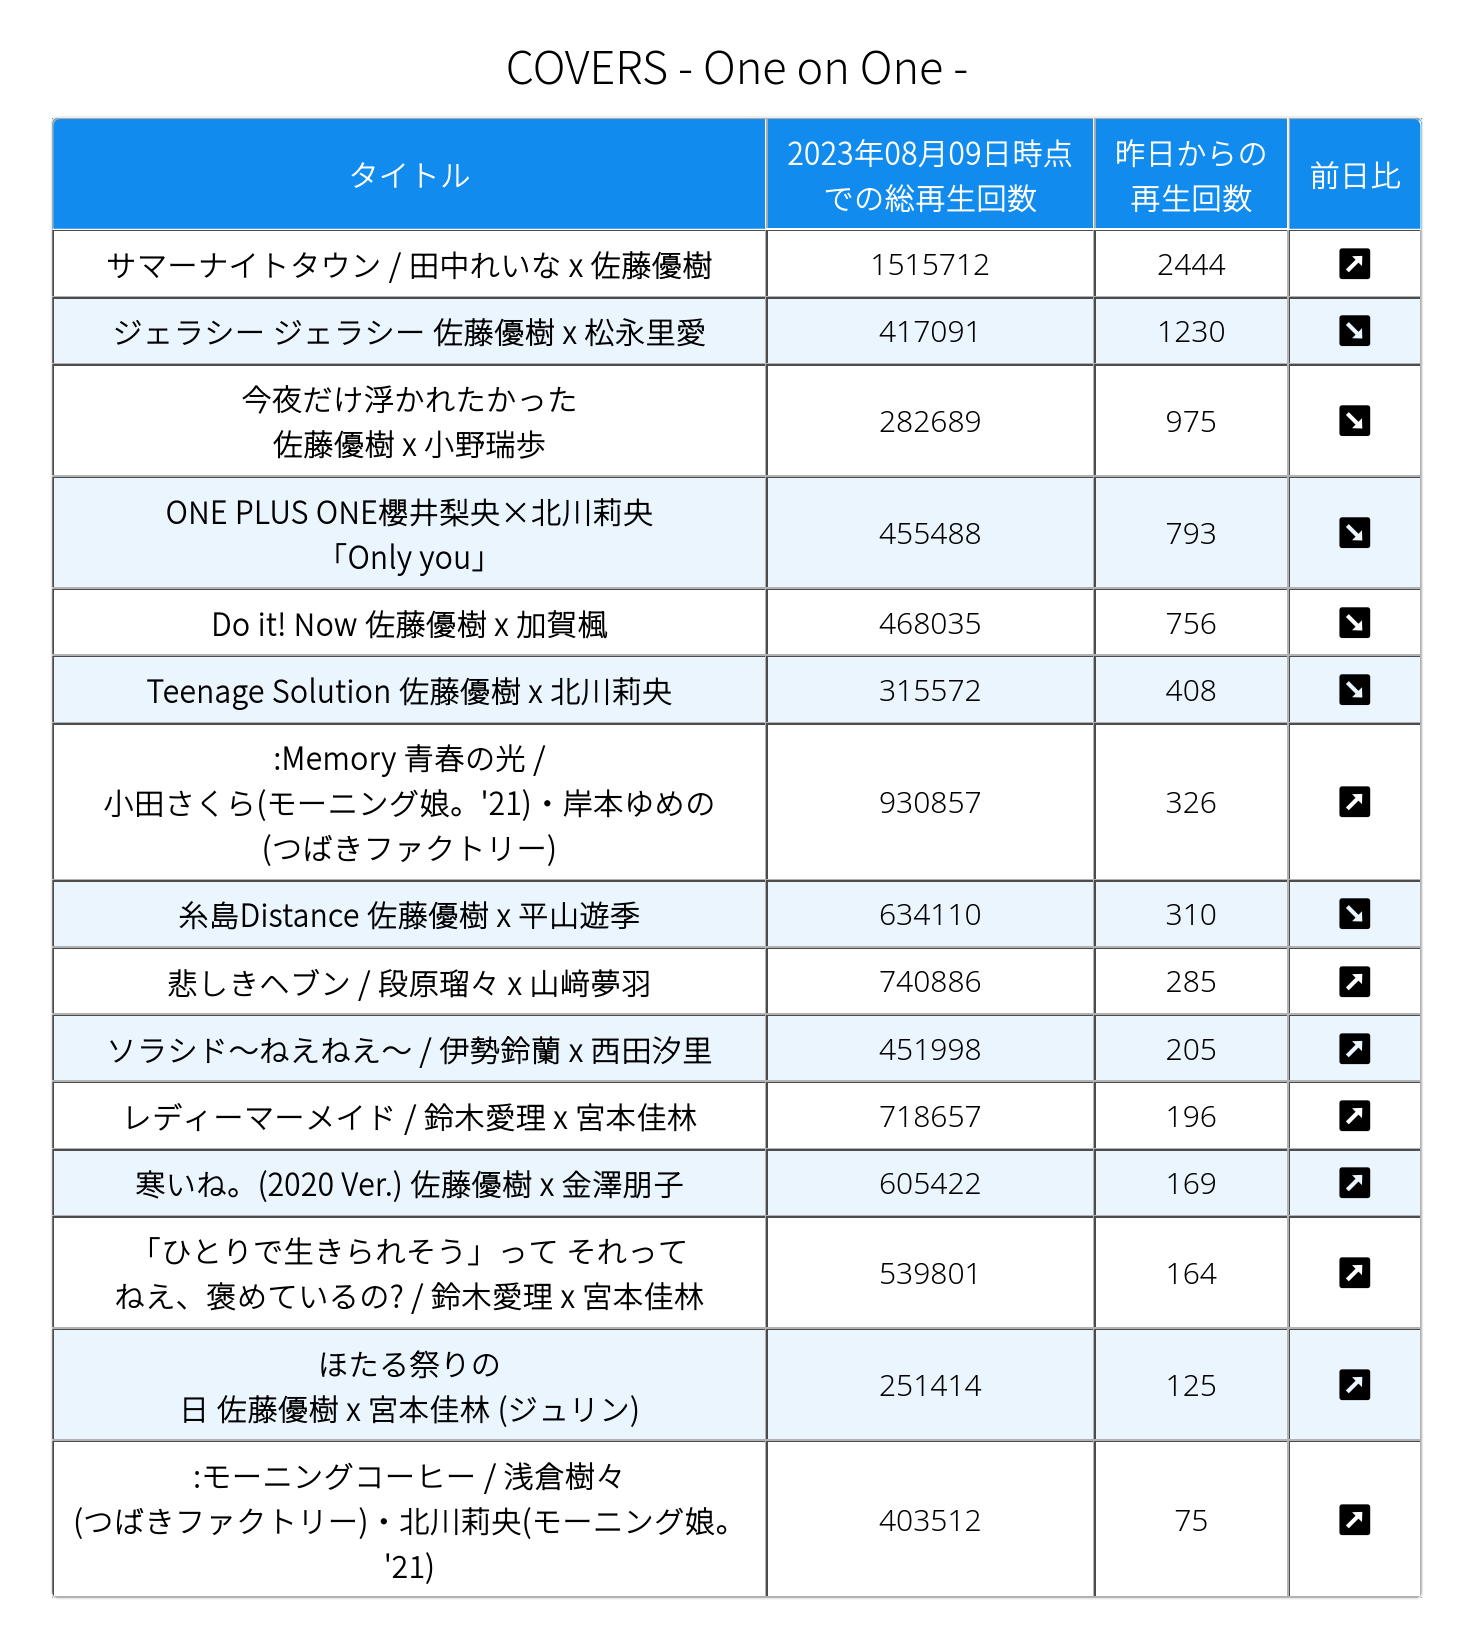 COVERS - One on One -
タイトル
2023年08月09日時点
での総再生回数
昨日からの
再生回数
前日比
サマーナイトタウン / 田中れいな x 佐藤優樹
1515712
2444
ジェラシー ジェラシー 佐藤優樹 x 松永里愛
417091
1230
今夜だけ浮かれたかった
佐藤優樹 x 小野瑞歩
282689
975
ONE PLUS ONE櫻井梨央×北川莉央
「Only you」
455488
793
Do it! Now 佐藤優樹 x 加賀楓
468035
756
Teenage Solution 佐藤優樹 x 北川莉央
315572
408
:Memory 青春の光 /
小田さくら(モーニング娘。'21)・岸本ゆめの
(つばきファクトリー)
930857
326
糸島Distance 佐藤優樹 x 平山遊季
634110
310
悲しきヘブン / 段原瑠々 x 山﨑夢羽
740886
285
ソラシド〜ねえねえ〜 / 伊勢鈴蘭 x 西田汐里
451998
205
レディーマーメイド / 鈴木愛理 x 宮本佳林
718657
196
寒いね。(2020 Ver.) 佐藤優樹 x 金澤朋子
605422
169
「ひとりで生きられそう」って それって
ねえ、褒めているの? / 鈴木愛理 x 宮本佳林
539801
164
ほたる祭りの
日 佐藤優樹 x 宮本佳林 (ジュリン)
251414
125
:モーニングコーヒー / 浅倉樹々
(つばきファクトリー)・北川莉央(モーニング娘。
'21)
403512
75